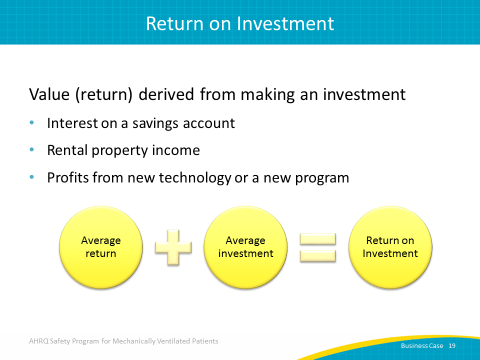 Return on Investment
Value (return) derived from making an investment
• Interest on a savings account
• Rental property income
• Profits from new technology or a new program
Average
return
+
Average
investment
=
Return on
Investment
AHRQ Safety Program for Mechanically Ventilated Patients
Business Case 19